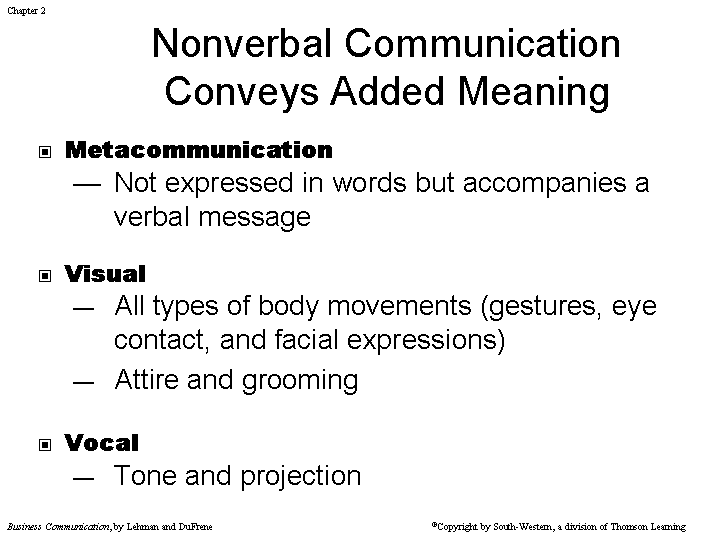 Chapter 2
Nonverbal Communication
Conveys Added Meaning
Metacommunication
— Not expressed in words but accompanies a
verbal message
Visual
— All types of body movements (gestures, eye
contact, and facial expressions)
— Attire and grooming
Vocal
— Tone and projection
Business Communication, by Lehman and DuFrene
©Copyright by South-Western, a division of Thomson Learning